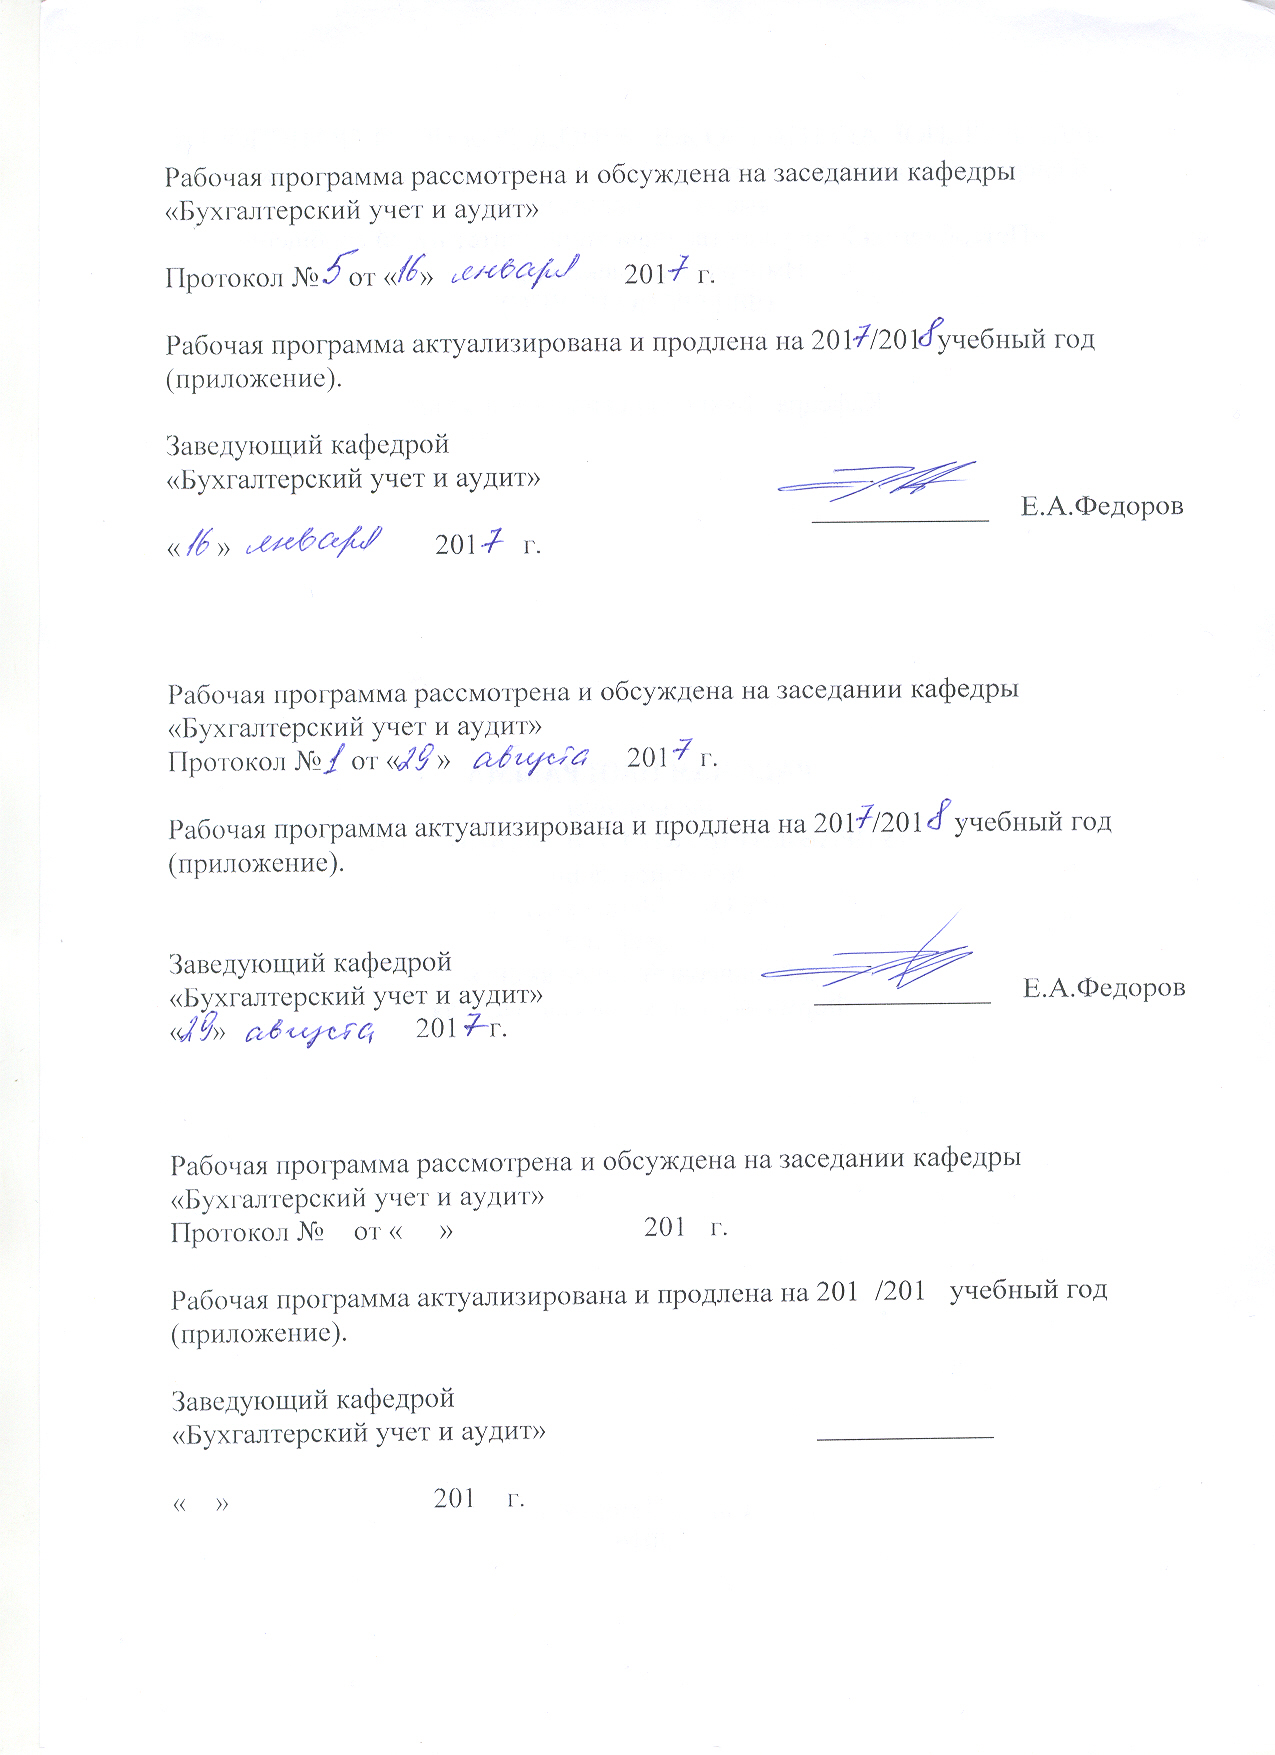 Рабочая программа рассмотрена и обсуждена на заседании кафедры
«Бухгалтерский учет и аудит»
Протокол №5 от «16» января 2017 г.
Рабочая программа актуализирована и продлена на 2017/2018 учебный год
(приложение).
Заведующий кафедрой
«Бухгалтерский учет и аудит»
Е.А.Федоров
«16» января 2017 г.
Рабочая программа рассмотрена и обсуждена на заседании кафедры
«Бухгалтерский учет и аудит»
Протокол №1 от «29» августа 2017 г.
Рабочая программа актуализирована и продлена на 2017/2018 учебный год
(приложение).
Заведующий кафедрой
«Бухгалтерский учет и аудит» Е.А.Федоров
«29» августа 2017 г.
Рабочая программа рассмотрена и обсуждена на заседании кафедры
«Бухгалтерский учет и аудит»
Протокол № от « » 201 г.
Рабочая программа актуализирована и продлена на 201 /201 учебный год
(приложение).
Заведующий кафедрой
«Бухгалтерский учет и аудит»
« » 201 г.